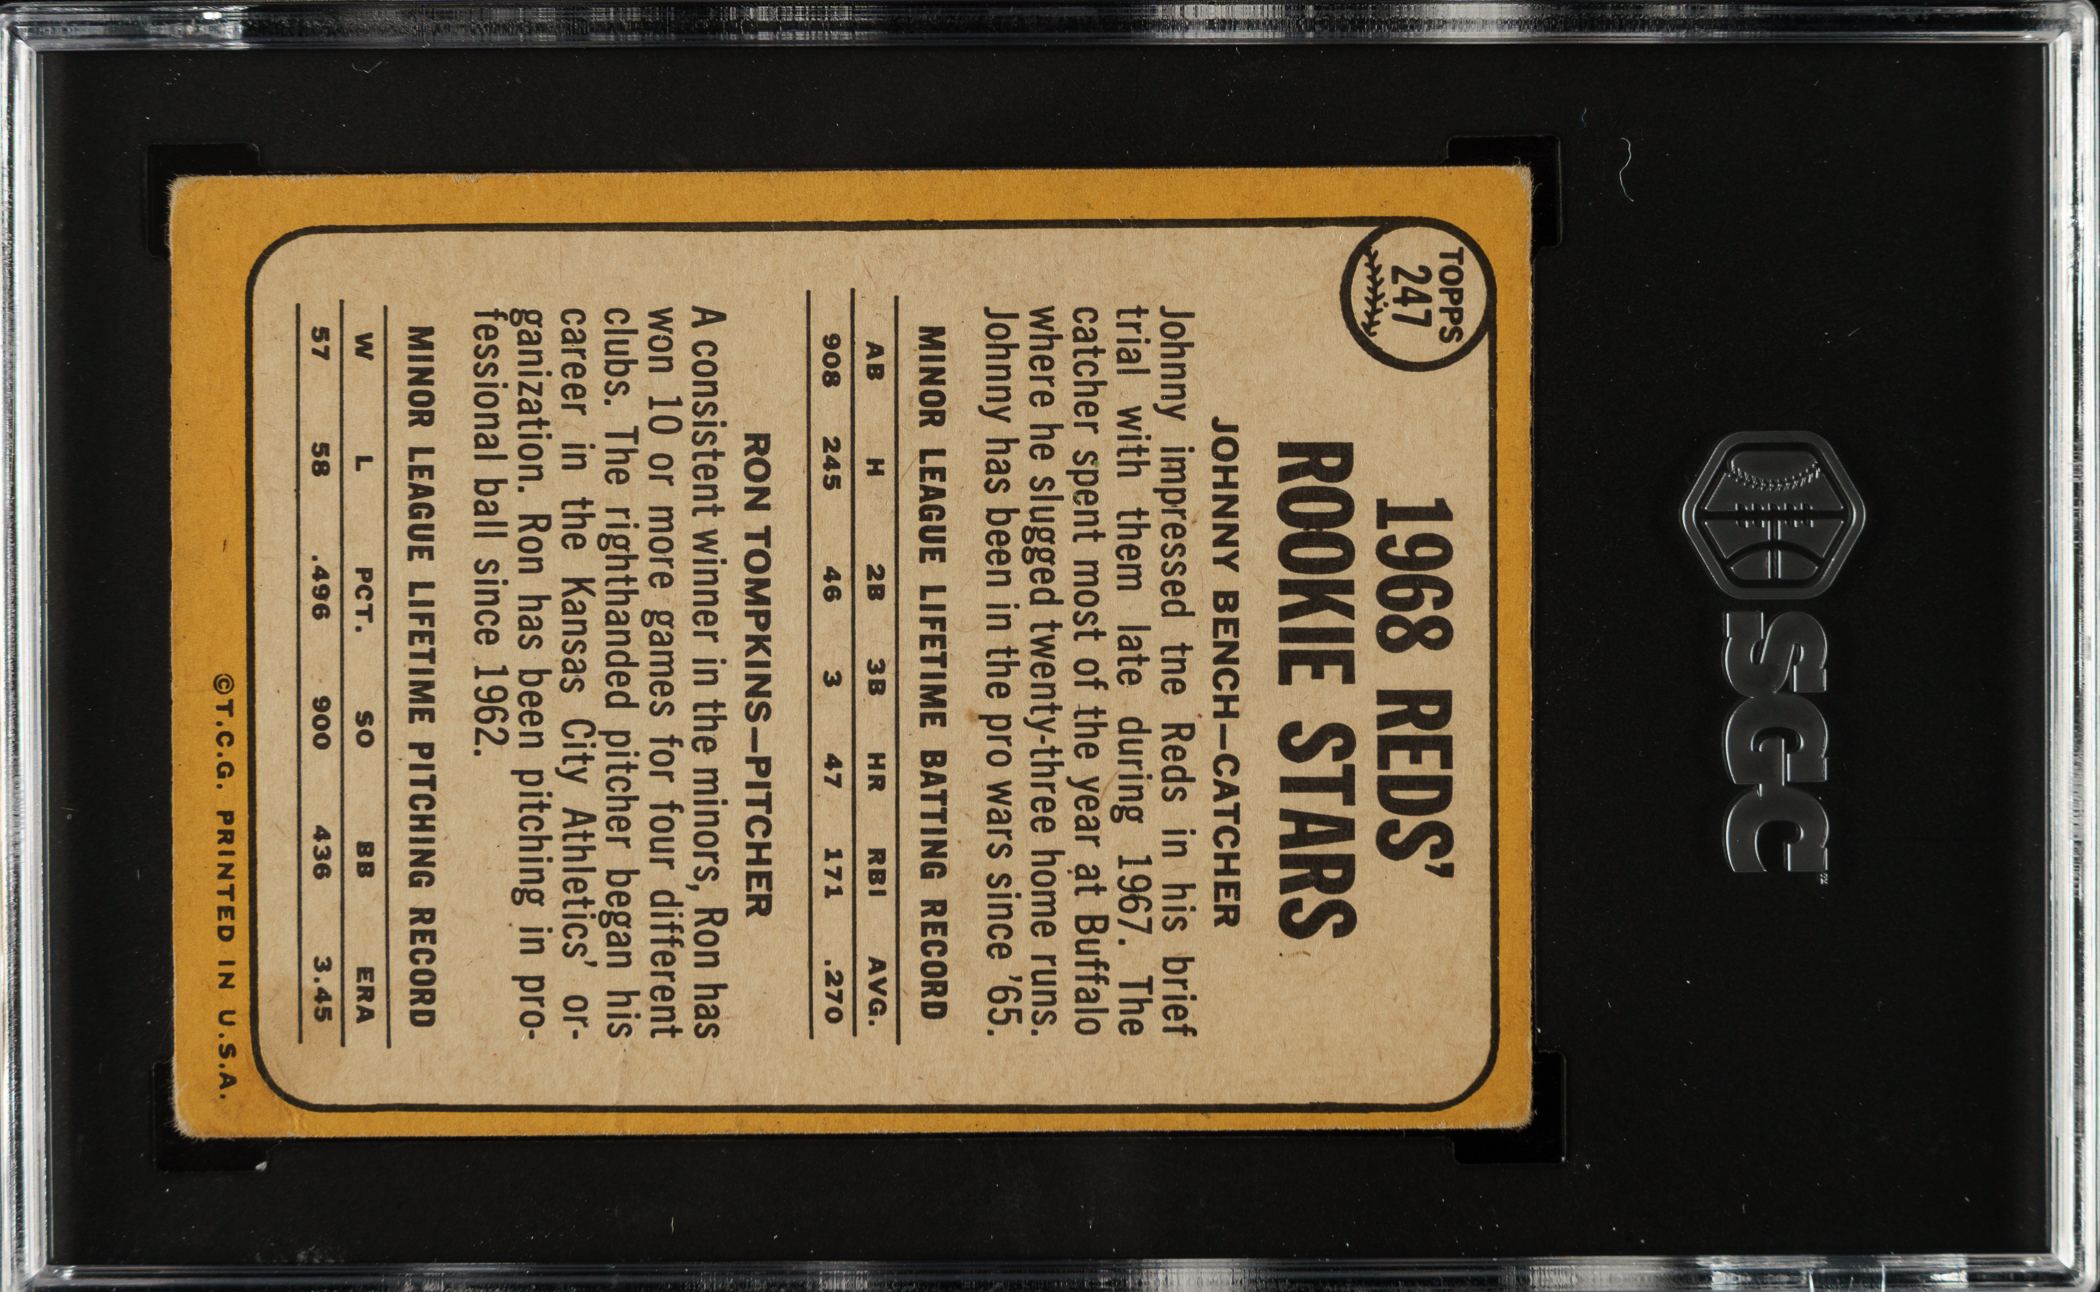 SGC
TOPPS
247
1968 REDS'
ROOKIE STARS
JOHNNY BENCH—CATCHER
Johnny impressed tne Reds in his brief
trial with them late during 1967. The
catcher spent most of the year at Buffalo
where he slugged twenty-three home runs.
Johnny has been in the pro wars since '65.
MINOR LEAGUE LIFETIME BATTING RECORD
AB H 2B 3B HR RBI AVG.
908 245 46 3 47 171 .270
RON TOMPKINS—PITCHER
A consistent winner in the minors, Ron has
won 10 or more games for four different
clubs. The righthanded pitcher began his
career in the Kansas City Athletics' or-
ganization. Ron has been pitching in pro-
fessional ball since 1962.
MINOR LEAGUE LIFETIME PITCHING RECORD
W L PCT. SO BB ERA
57 58 .496 900 436 3.45
©T.C.G. PRINTED IN U.S.A.